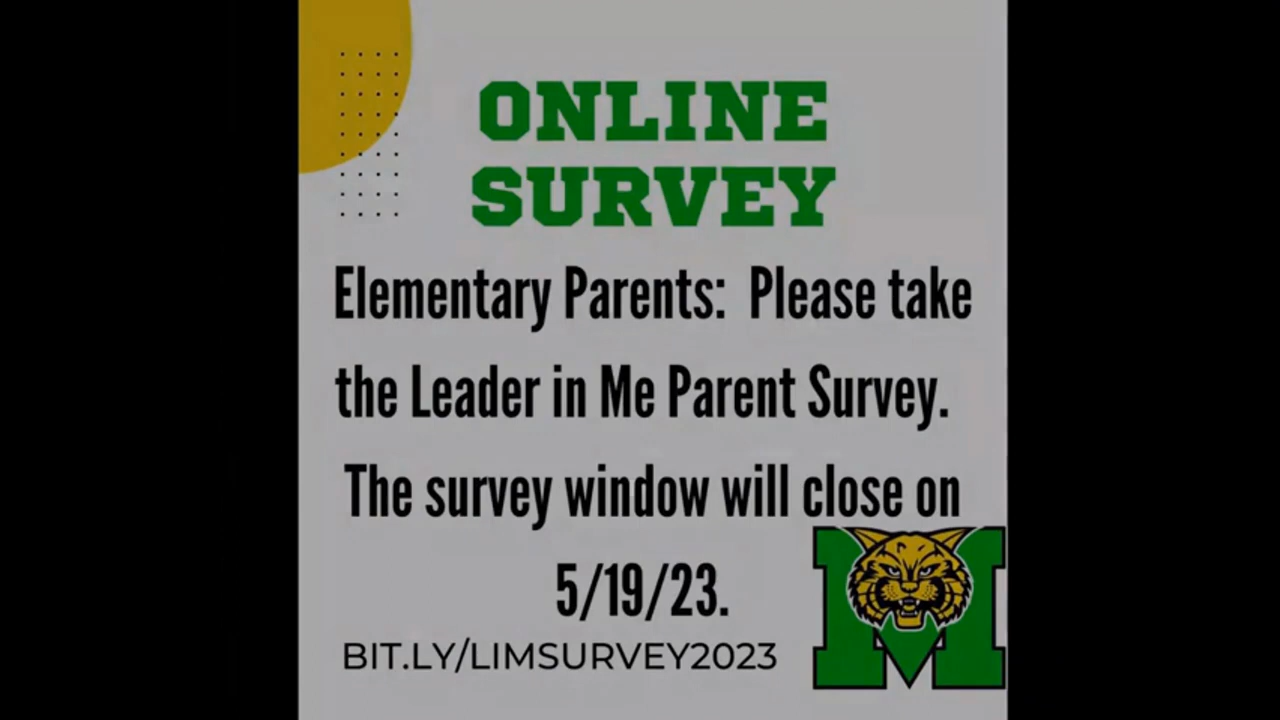 ONLINE
SURVEY
Elementary Parents: Please take
the Leader in Me Parent Survey.
The survey window will close on
5/19/23.
BIT.LY/LIMSURVEY2023
M